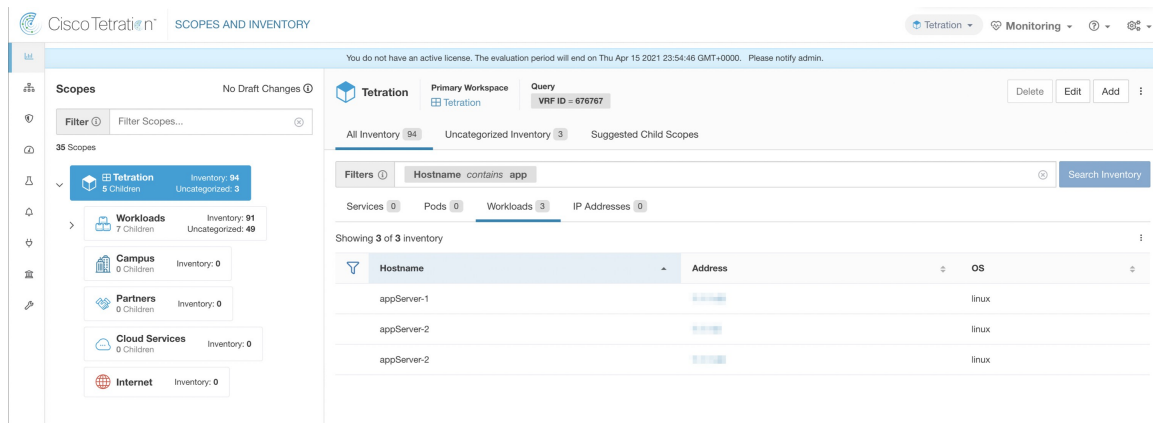 Cisco Tetration™ SCOPES AND INVENTORY Tetration Monitoring
You do not have an active license. The evaluation period will end on Thu Apr 15 2021 23:54:46 GMT+0000. Please notify admin.
Scopes No Draft Changes
Filter Filter Scopes...
35 Scopes
Tetration Inventory: 94
5 Children Uncategorized: 3
Workloads Inventory: 91
7 Children Uncategorized: 49
Campus
0 Children
Inventory: 0
Partners
0 Children
Inventory: 0
Cloud Services
0 Children
Inventory: 0
Internet Inventory: 0
Tetration
Primary Workspace
Tetration
Query
VRF ID = 676767
Delete Edit Add
All Inventory 94 Uncategorized Inventory 3 Suggested Child Scopes
Filters Hostname contains app Search Inventory
Services 0 Pods 0 Workloads 3 IP Addresses 0
Showing 3 of 3 inventory
Hostname Address OS
appServer-1 linux
appServer-2 linux
appServer-2 linux